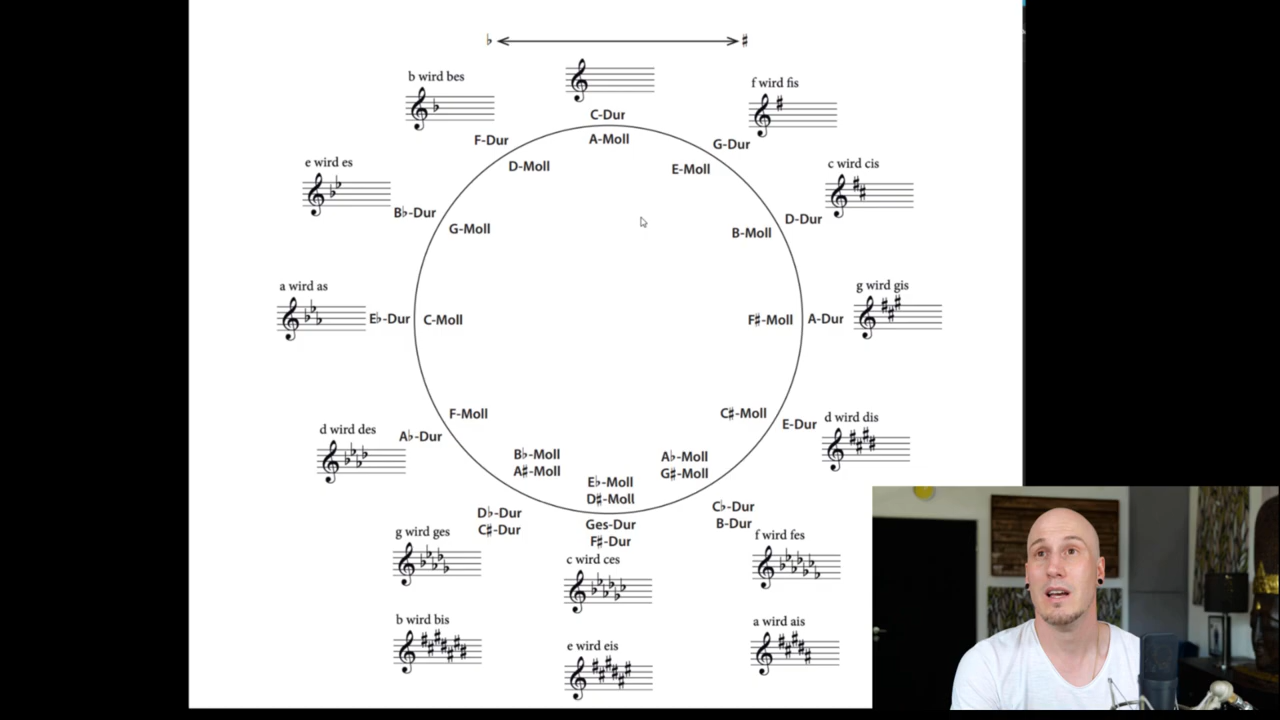 ♭ ♯
C-Dur
A-Moll
f wird fis
G-Dur
E-Moll
c wird cis
D-Dur
B-Moll
g wird gis
A-Dur
F♯-Moll
d wird dis
E-Dur
C♯-Moll
A♭-Moll
G♯-Moll
C♭-Dur
B-Dur
f wird fes
a wird ais
E♭-Moll
D♯-Moll
Ges-Dur
F♯-Dur
c wird ces
e wird eis
B♭-Moll
A♯-Moll
D♭-Dur
C♯-Dur
g wird ges
b wird bis
F-Moll
A♭-Dur
d wird des
C-Moll
E♭-Dur
a wird as
G-Moll
B♭-Dur
e wird es
D-Moll
F-Dur
b wird bes